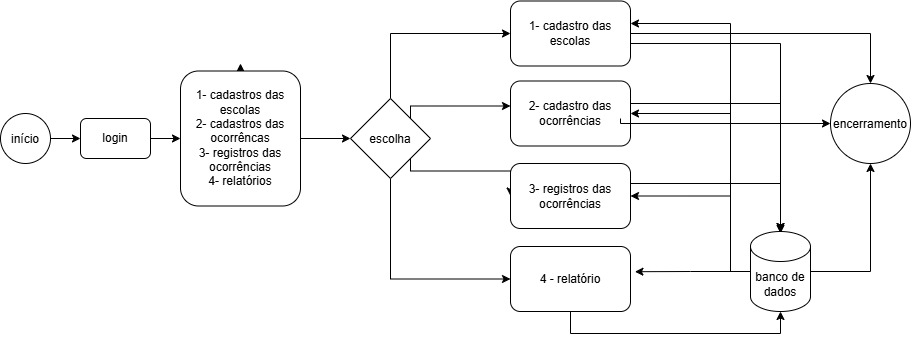 início
login
1- cadastros das
escolas
2- cadastros das
ocorrêncas
3- registros das
ocorrências
4- relatórios
escolha
1- cadastro das
escolas
2- cadastro das
ocorrências
3- registros das
ocorrências
4 - relatório
banco de
dados
encerramento